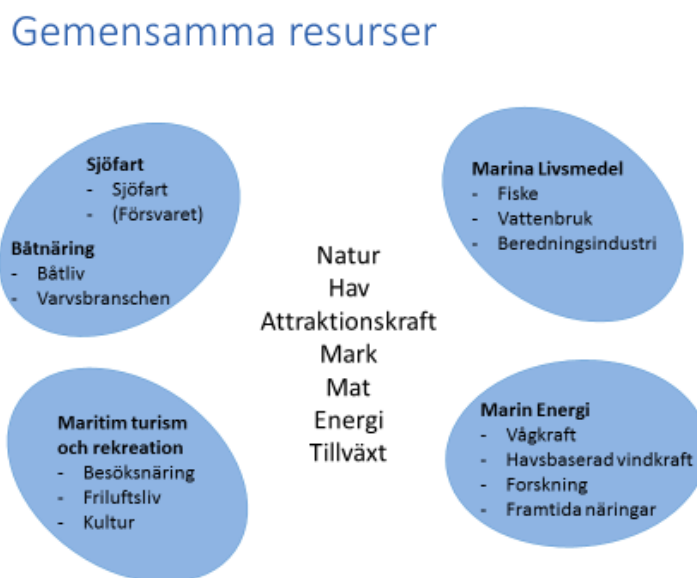 Gemensamma resurser
Sjöfart
- Sjöfart
- (Försvaret)
Båtnäring
- Båtliv
- Varvsbranschen
Marina Livsmedel
- Fiske
- Vattenbruk
- Beredningsindustri
Natur
Hav
Attraktionskraft
Mark
Mat
Energi
Tillväxt
Maritim turism
och rekreation
- Besöksnäring
- Friluftsliv
- Kultur
Marin Energi
- Vågkraft
- Havsbaserad vindkraft
- Forskning
- Framtida näringar